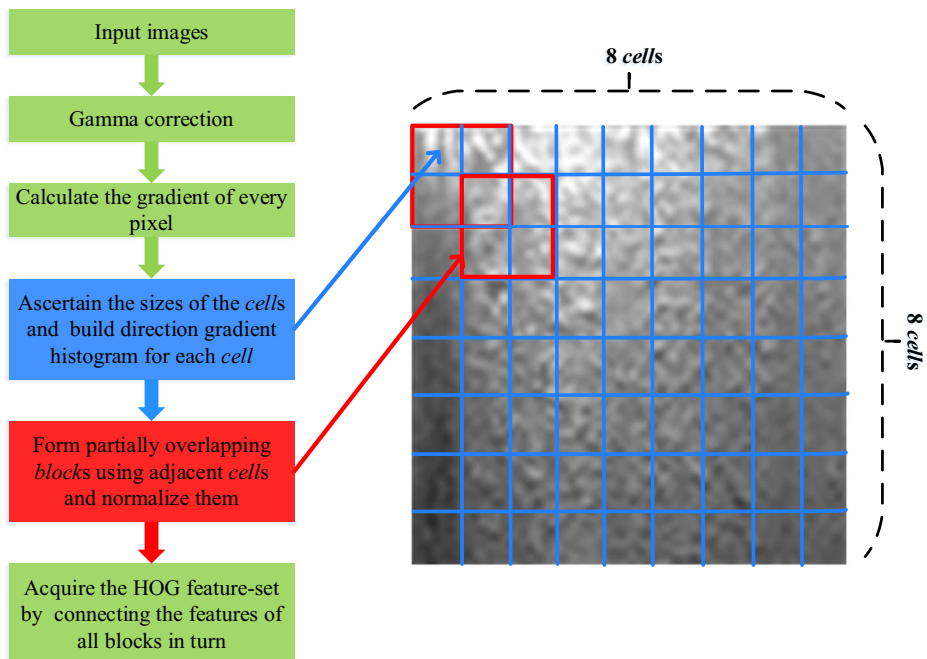 Input images
Gamma correction
Calculate the gradient of every
pixel
Ascertain the sizes of the cells
and build direction gradient
histogram for each cell
Form partially overlapping
blocks using adjacent cells
and normalize them
Acquire the HOG feature-set
by connecting the features of
all blocks in turn
8 cells
8 cells